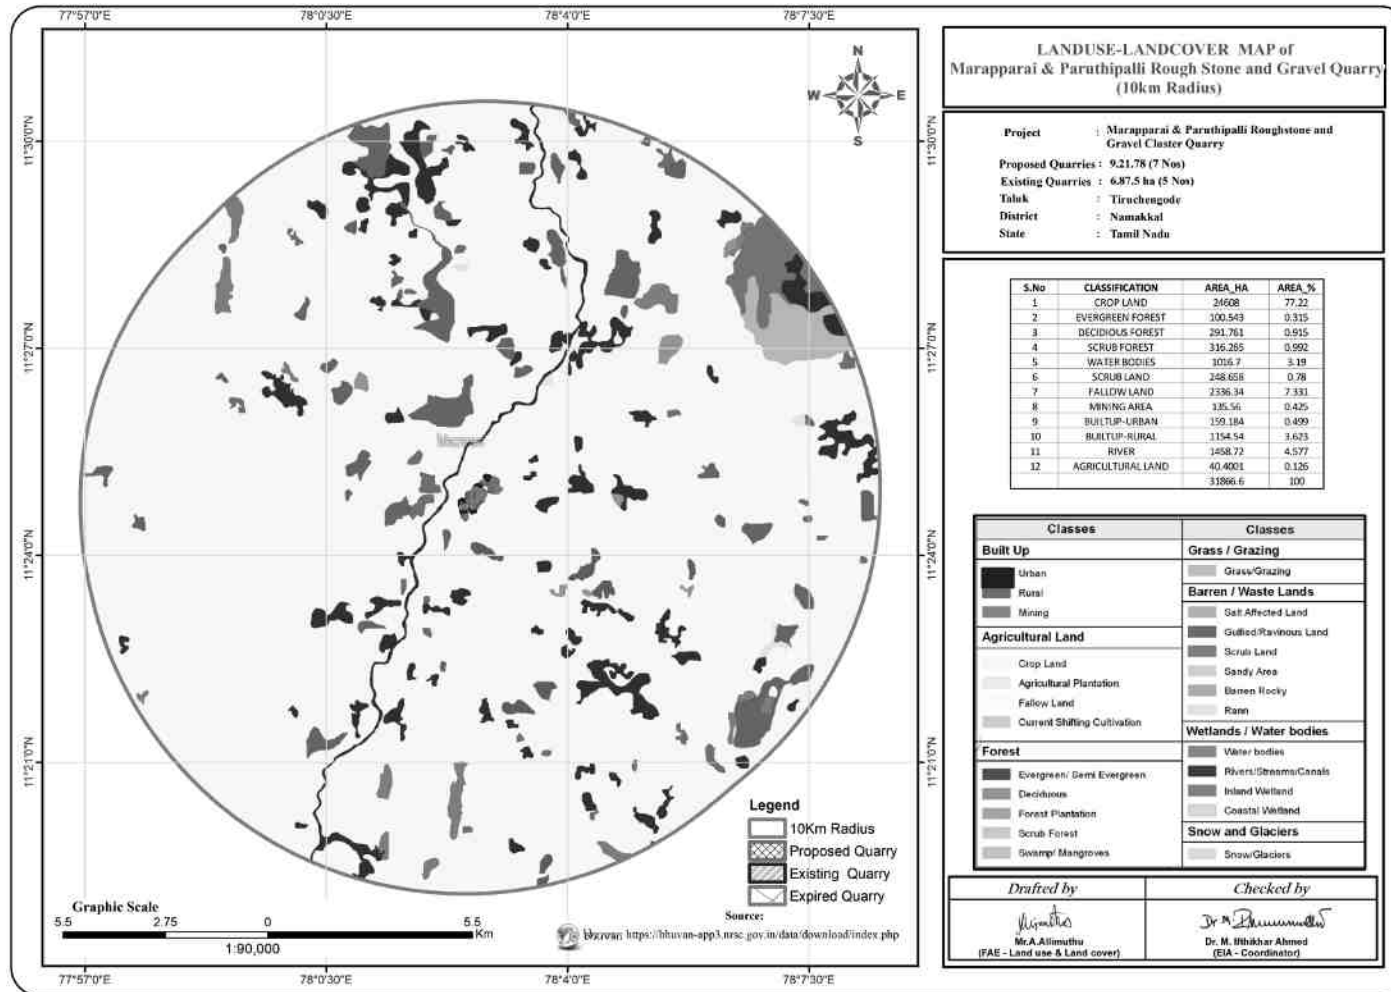 77°57'0"E 78°0'30"E 78°4'0"E 78°7'30"E
11°30'0"N
11°27'0"N
11°24'0"N
11°21'0"N
11°30'0"N
11°27'0"N
11°24'0"N
11°21'0"N
N
W E
S
Legend
10Km Radius
Proposed Quarry
Existing Quarry
Expired Quarry
Graphic Scale
5.5 2.75 0 5.5
Km
1:90,000
Source:
https://bhuvan-app3.nrsc.gov.in/data/download/index.php
77°57'0"E 78°0'30"E 78°4'0"E 78°7'30"E
LANDUSE-LANDCOVER MAP of
Marapparai & Paruthipalli Rough Stone and Gravel Quarry
(10km Radius)
Project : Marapparai & Paruthipalli Roughstone and
Gravel Cluster Quarry
Proposed Quarries : 9.21.78 (7 Nos)
Existing Quarries : 6.87.5 ha (5 Nos)
Taluk : Tiruchengode
District : Namakkal
State : Tamil Nadu
S.No CLASSIFICATION AREA_HA AREA_%
1 CROP LAND 24608 77.22
2 EVERGREEN FOREST 100.543 0.315
3 DECIDIOUS FOREST 291.761 0.915
4 SCRUB FOREST 316.265 0.992
5 WATER BODIES 1016.7 3.19
6 SCRUB LAND 248.658 0.78
7 FALLOW LAND 2336.34 7.331
8 MINING AREA 135.56 0.425
9 BUILTUP-URBAN 159.184 0.499
10 BUILTUP-RURAL 1154.54 3.623
11 RIVER 1458.72 4.577
12 AGRICULTURAL LAND 40.4001 0.126
31866.6 100
Classes
Built Up
Urban
Rural
Mining
Agricultural Land
Crop Land
Agricultural Plantation
Fallow Land
Current Shifting Cultivation
Forest
Evergreen/ Semi Evergreen
Deciduous
Forest Plantation
Scrub Forest
Swamp/ Mangroves
Classes
Grass / Grazing
Grass/Grazing
Barren / Waste Lands
Salt Affected Land
Gullied/Ravinous Land
Scrub Land
Sandy Area
Barren Rocky
Rann
Wetlands / Water bodies
Water bodies
Rivers/Streams/Canals
Inland Wetland
Coastal Wetland
Snow and Glaciers
Snow/Glaciers
Drafted by
Mr.A.Allimuthu
(FAE - Land use & Land cover)
Checked by
Dr. M. Ifthikhar Ahmed
(EIA - Coordinator)